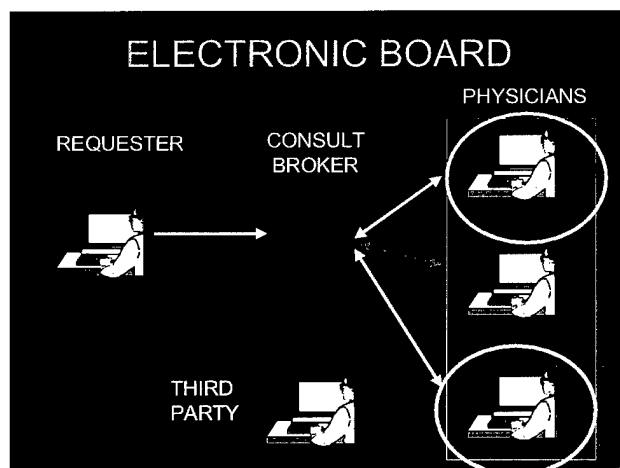 ELECTRONIC BOARD
PHYSICIANS
REQUESTER
CONSULT
BROKER
THIRD
PARTY